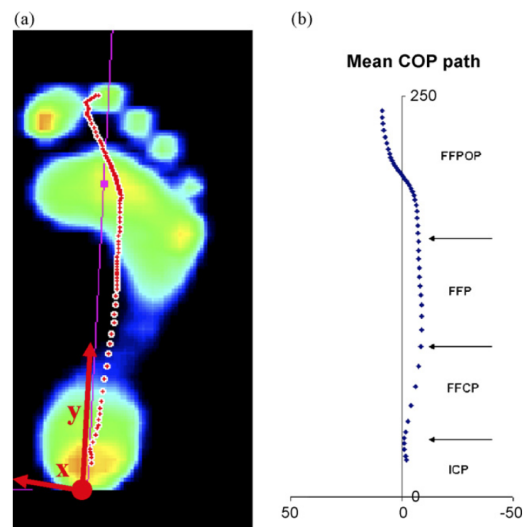 (a)
(b)
Mean COP path
250
FFPOP
FFP
FFCP
ICP
0
50
0
-50
y
x